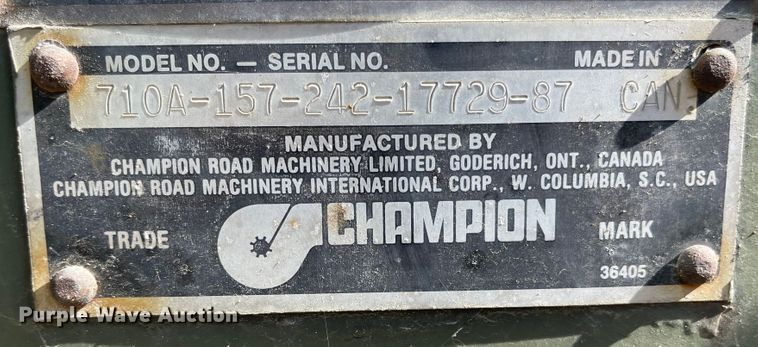 MODEL NO. — SERIAL NO. MADE IN
710A-157-242-17729-87 CAN.
MANUFACTURED BY
CHAMPION ROAD MACHINERY LIMITED, GODERICH, ONT., CANADA
CHAMPION ROAD MACHINERY INTERNATIONAL CORP., W. COLUMBIA, S.C., USA
TRADE CHAMPION MARK
36405
Purple Wave Auction